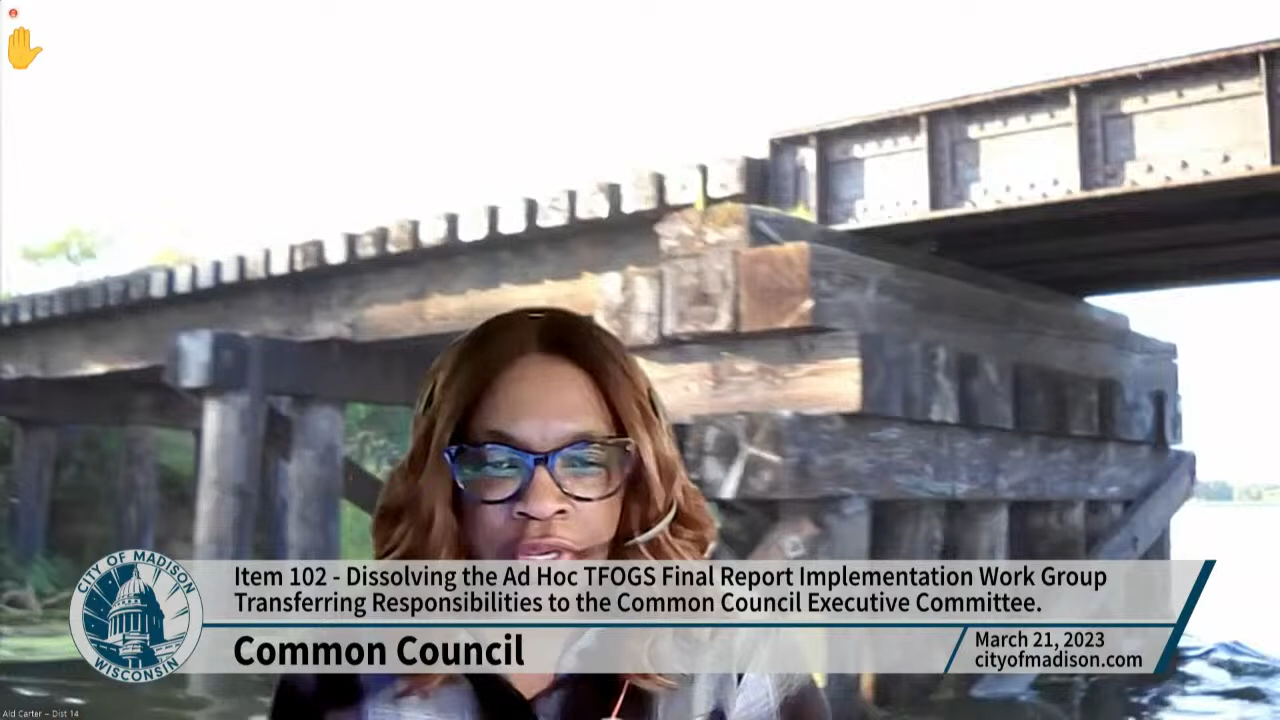 CITY OF MADISON
WISCONSIN
Item 102 - Dissolving the Ad Hoc TFOGS Final Report Implementation Work Group
Transferring Responsibilities to the Common Council Executive Committee.
Common Council
March 21, 2023
cityofmadison.com
Ald Carter – Dist 14